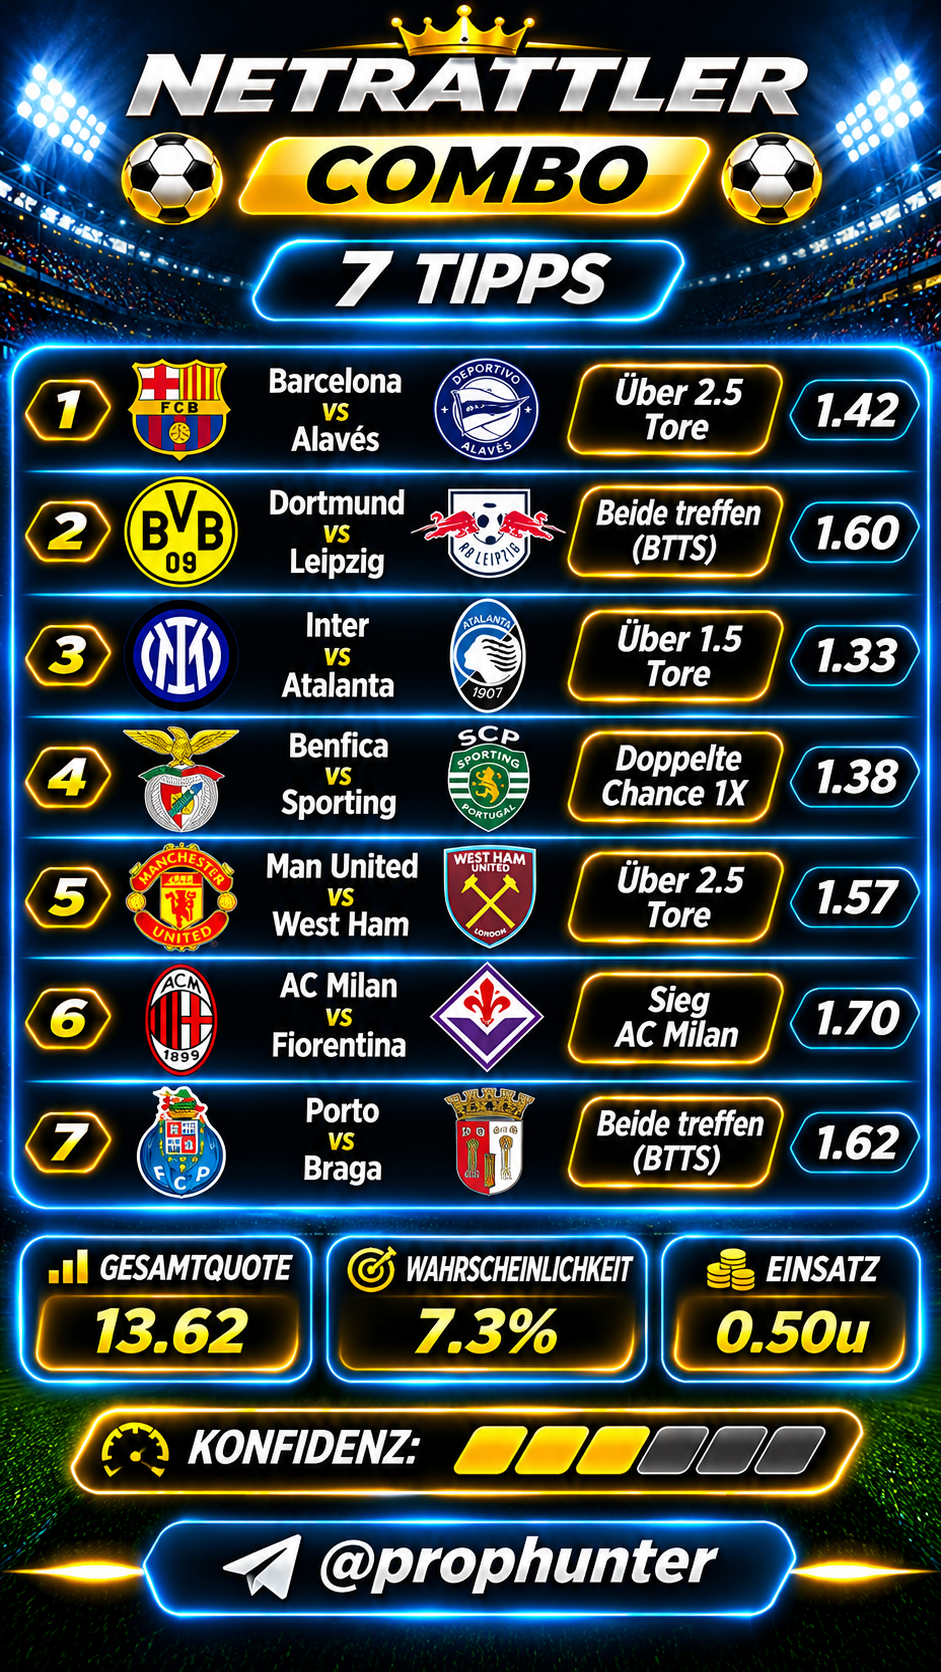 NETRATTLER
COMBO
7 TIPPS
1
FCB
Barcelona
VS
Alavés
DEPORTIVO
ALAVÉS
Über 2.5
Tore
1.42
2
BVB
09
Dortmund
VS
Leipzig
RB LEIPZIG
Beide treffen
(BTTS)
1.60
3
Inter
VS
Atalanta
ATALANTA
1907
Über 1.5
Tore
1.33
4
Benfica
VS
Sporting
SCP
SPORTING
PORTUGAL
Doppelte
Chance 1X
1.38
5
MANCHESTER
UNITED
Man United
VS
West Ham
WEST HAM
UNITED
LONDON
Über 2.5
Tore
1.57
6
ACM
1899
AC Milan
VS
Fiorentina
Sieg
AC Milan
1.70
7
FCP
Porto
VS
Braga
Beide treffen
(BTTS)
1.62
GESAMTQUOTE
13.62
WAHRSCHEINLICHKEIT
7.3%
EINSATZ
0.50u
KONFIDENZ:
@prophunter